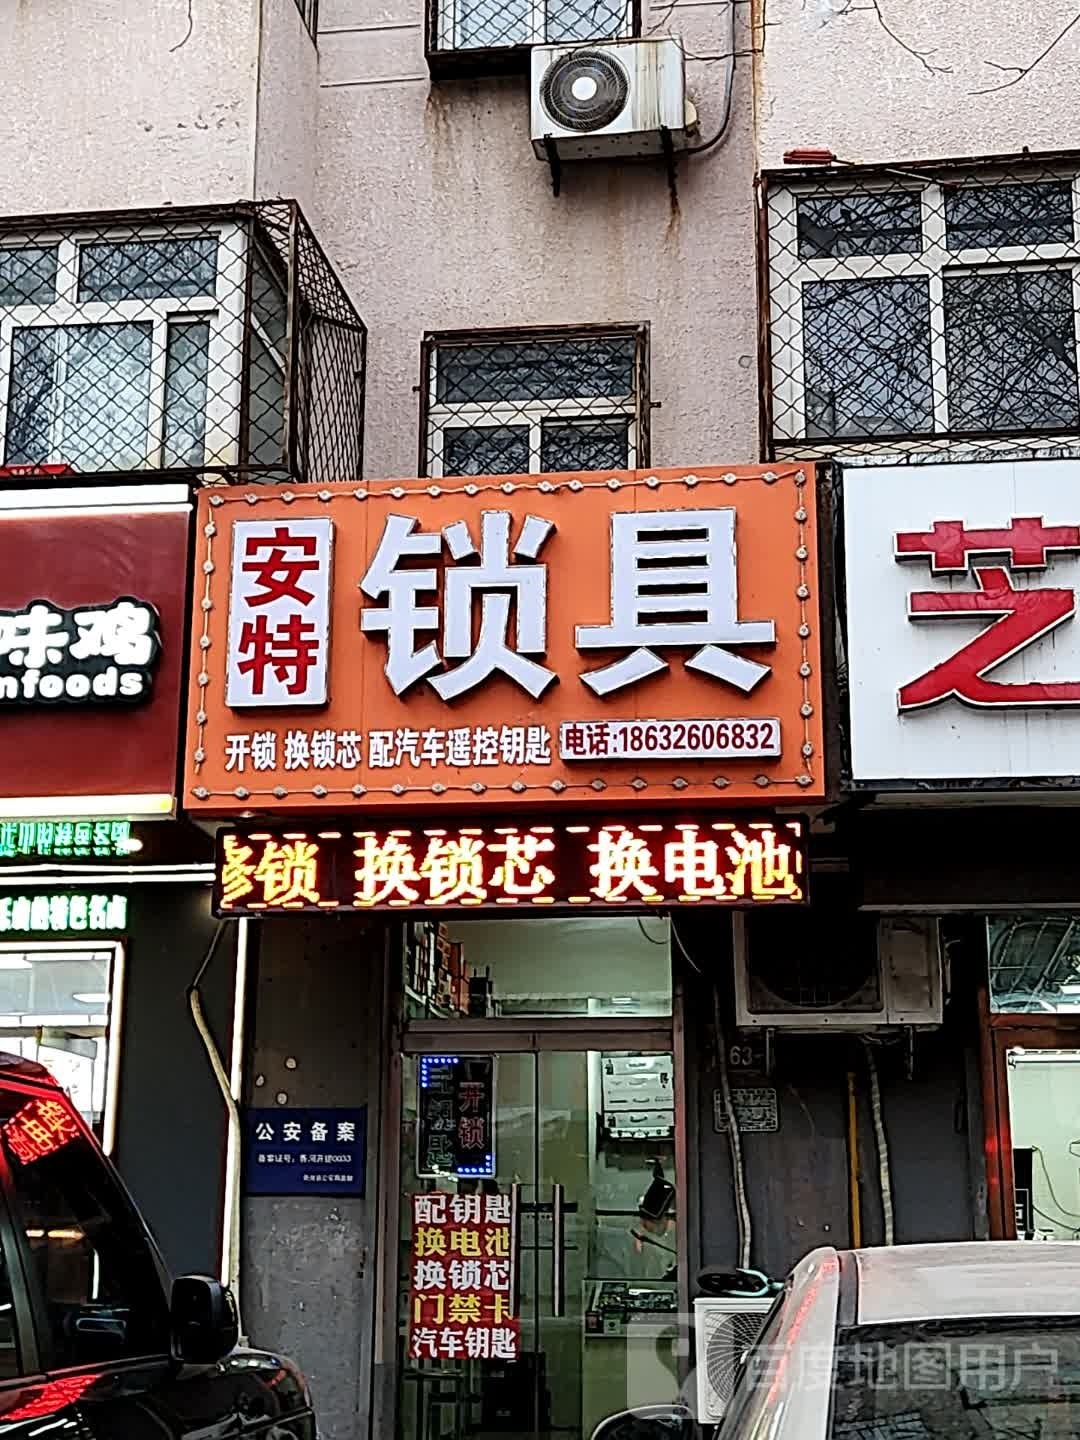 安特
锁具
开锁 换锁芯 配汽车遥控钥匙
电话:18632606832
味鸡
nfoods
芝
修锁 换锁芯 换电池
公安备案
开锁
配钥匙
换电池
换锁芯
门禁卡
汽车钥匙
63
百度地图用户